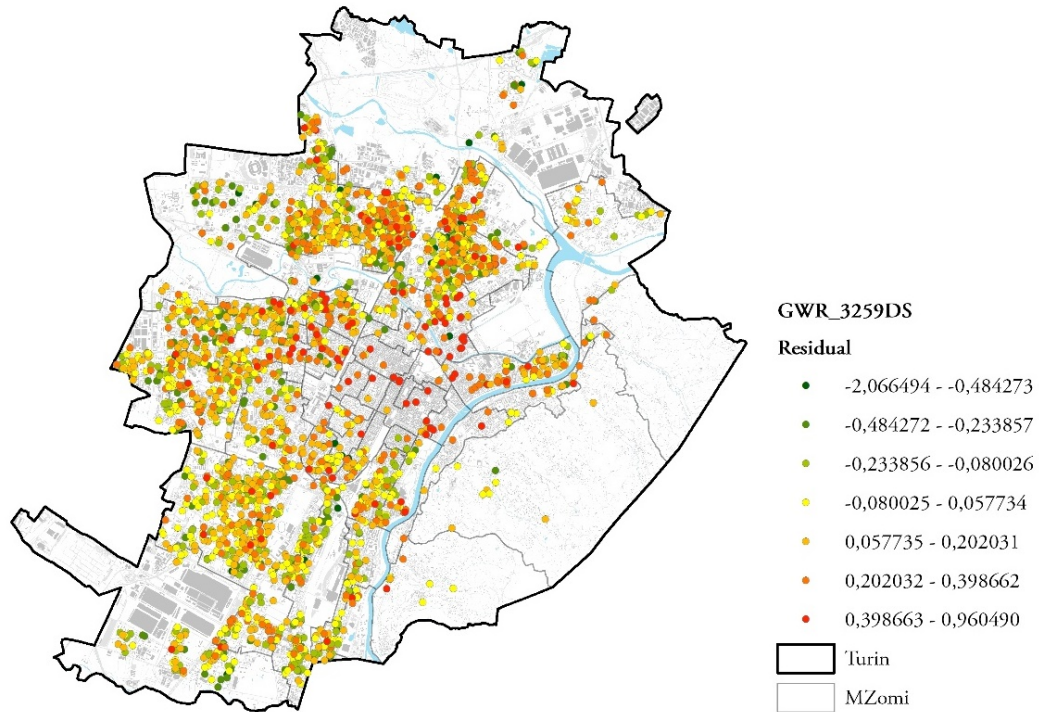 GWR_3259DS
Residual
-2,066494 - -0,484273
-0,484272 - -0,233857
-0,233856 - -0,080026
-0,080025 - 0,057734
0,057735 - 0,202031
0,202032 - 0,398662
0,398663 - 0,960490
Turin
MZomi